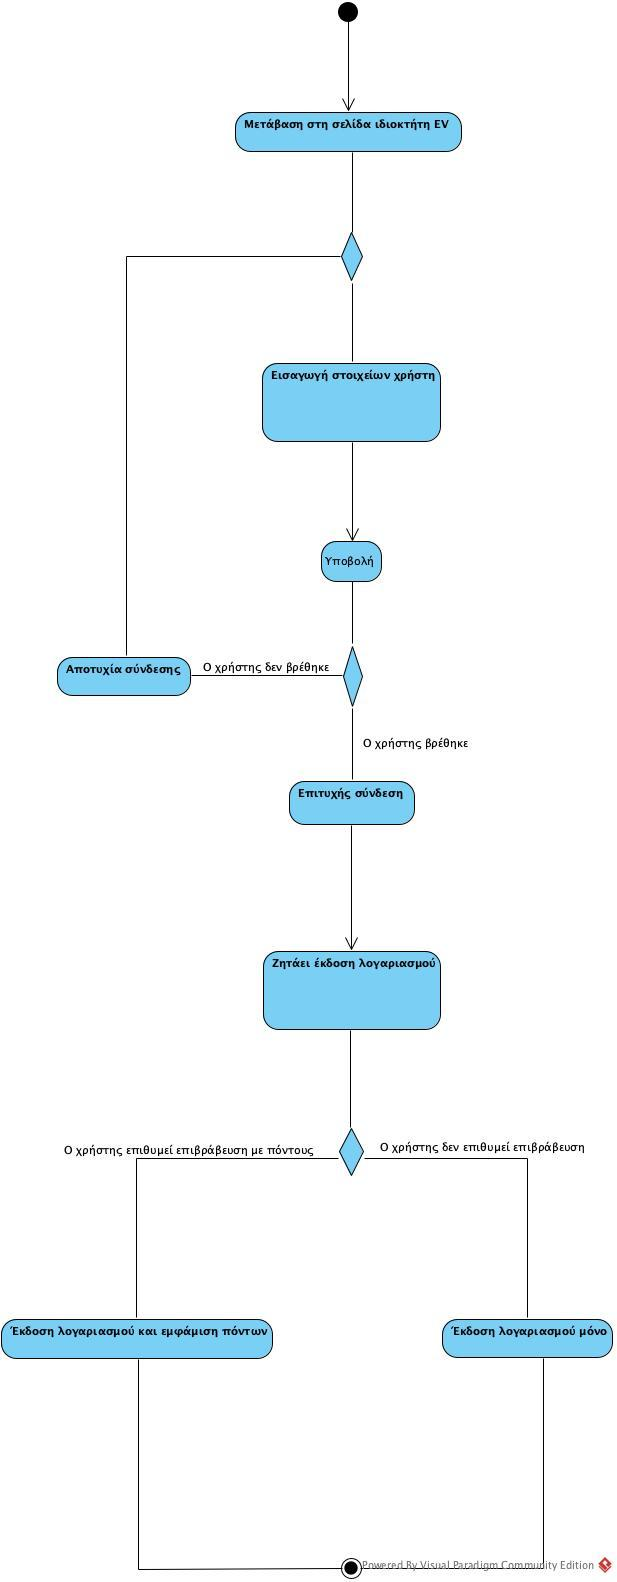 Μετάβαση στη σελίδα ιδιοκτήτη EV
Εισαγωγή στοιχείων χρήστη
Υποβολή
Αποτυχία σύνδεσης
Ο χρήστης δεν βρέθηκε
Ο χρήστης βρέθηκε
Επιτυχής σύνδεση
Ζητάει έκδοση λογαριασμού
Ο χρήστης επιθυμεί επιβράβευση με πόντους
Ο χρήστης δεν επιθυμεί επιβράβευση
Έκδοση λογαριασμού και εμφάμιση πόντων
Έκδοση λογαριασμού μόνο
Powered By Visual Paradigm Community Edition